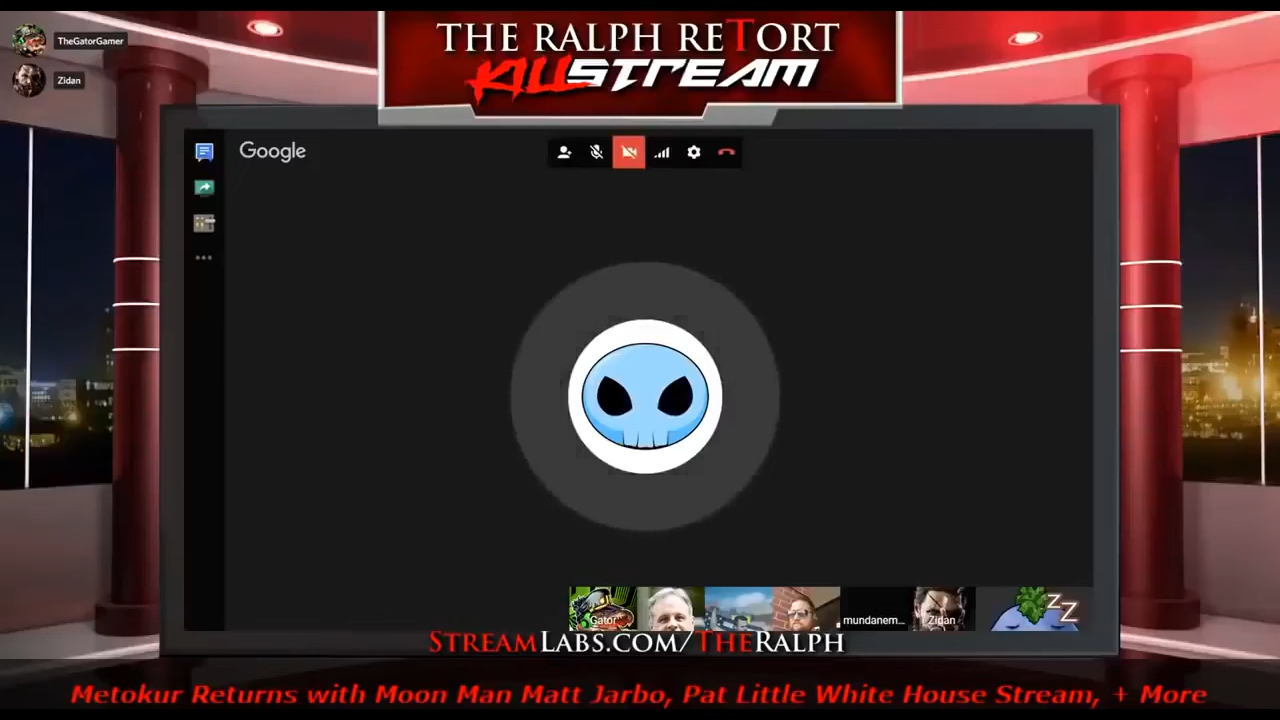 TheGatorGamer
Zidan
THE RALPH RETORT
KILLSTREAM
Google
Gator
mundanem...
Zidan
Z
Z
STREAMLABS.COM/THERALPH
Metokur Returns with Moon Man Matt Jarbo, Pat Little White House Stream, + More